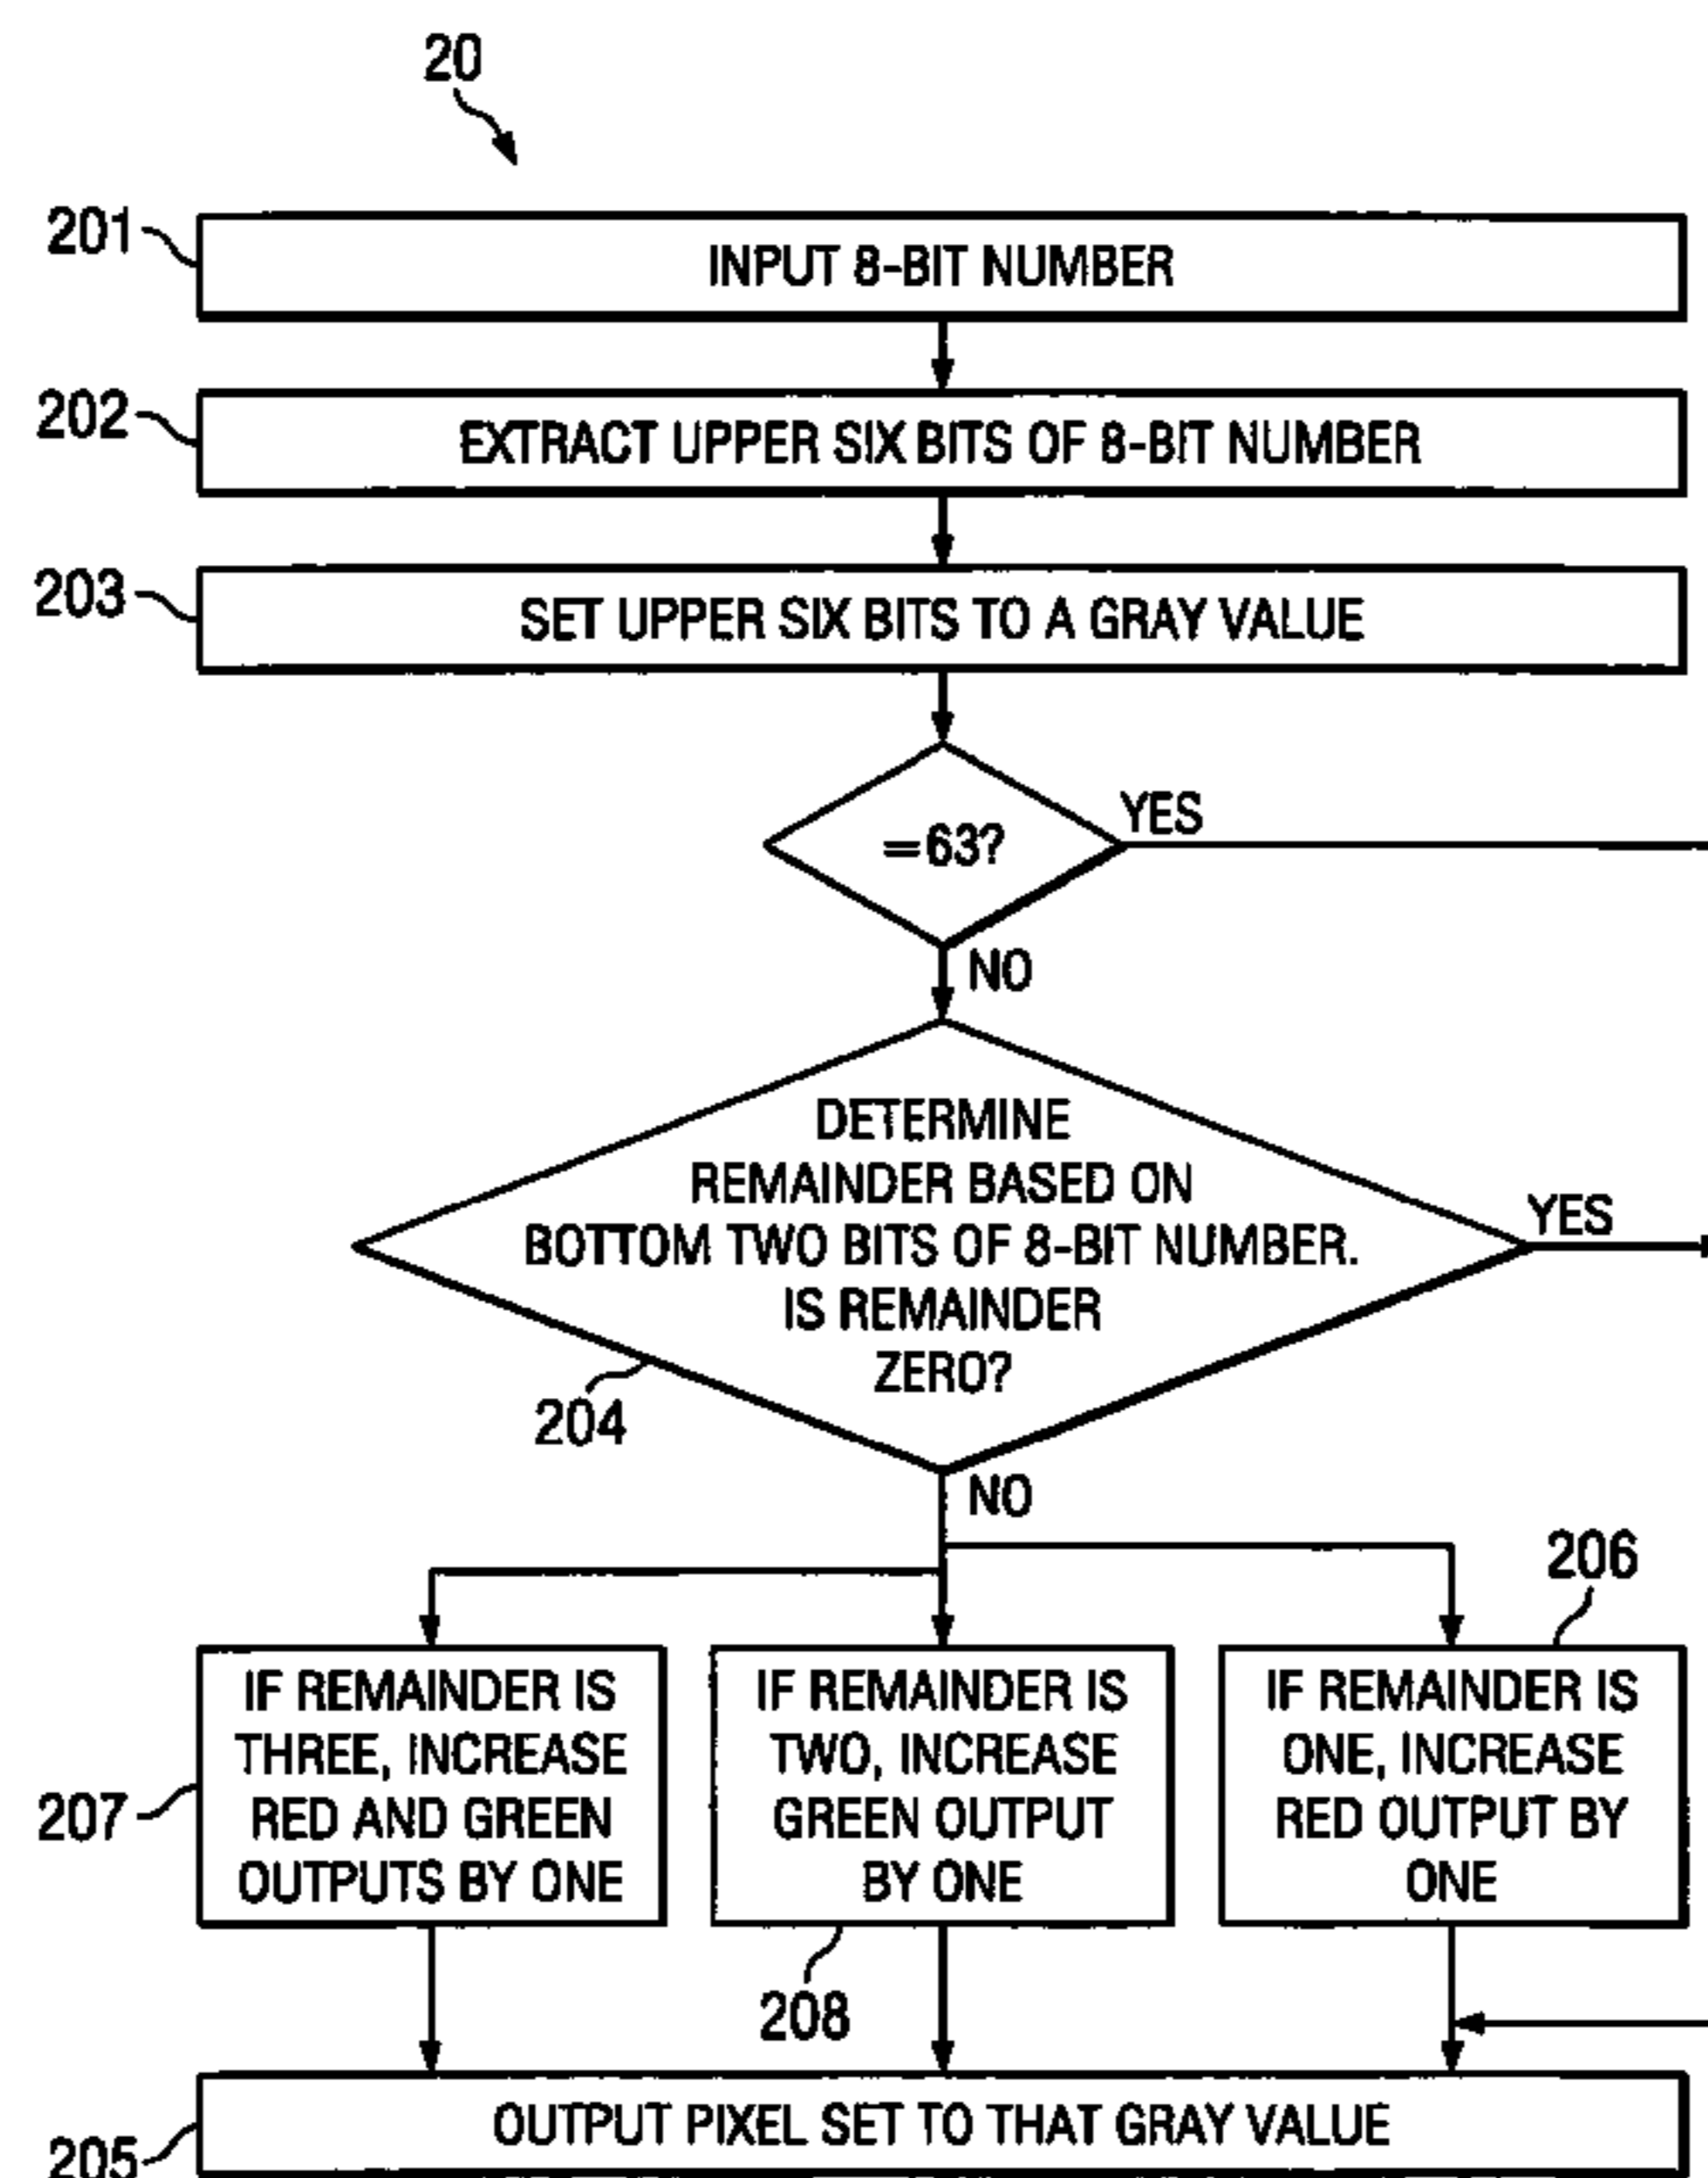 20
201
INPUT 8-BIT NUMBER
202
EXTRACT UPPER SIX BITS OF 8-BIT NUMBER
203
SET UPPER SIX BITS TO A GRAY VALUE
=63?
YES
NO
DETERMINE
REMAINDER BASED ON
BOTTOM TWO BITS OF 8-BIT NUMBER.
IS REMAINDER
ZERO?
YES
204
NO
206
IF REMAINDER IS
THREE, INCREASE
RED AND GREEN
OUTPUTS BY ONE
207
IF REMAINDER IS
TWO, INCREASE
GREEN OUTPUT
BY ONE
208
IF REMAINDER IS
ONE, INCREASE
RED OUTPUT BY
ONE
OUTPUT PIXEL SET TO THAT GRAY VALUE
205